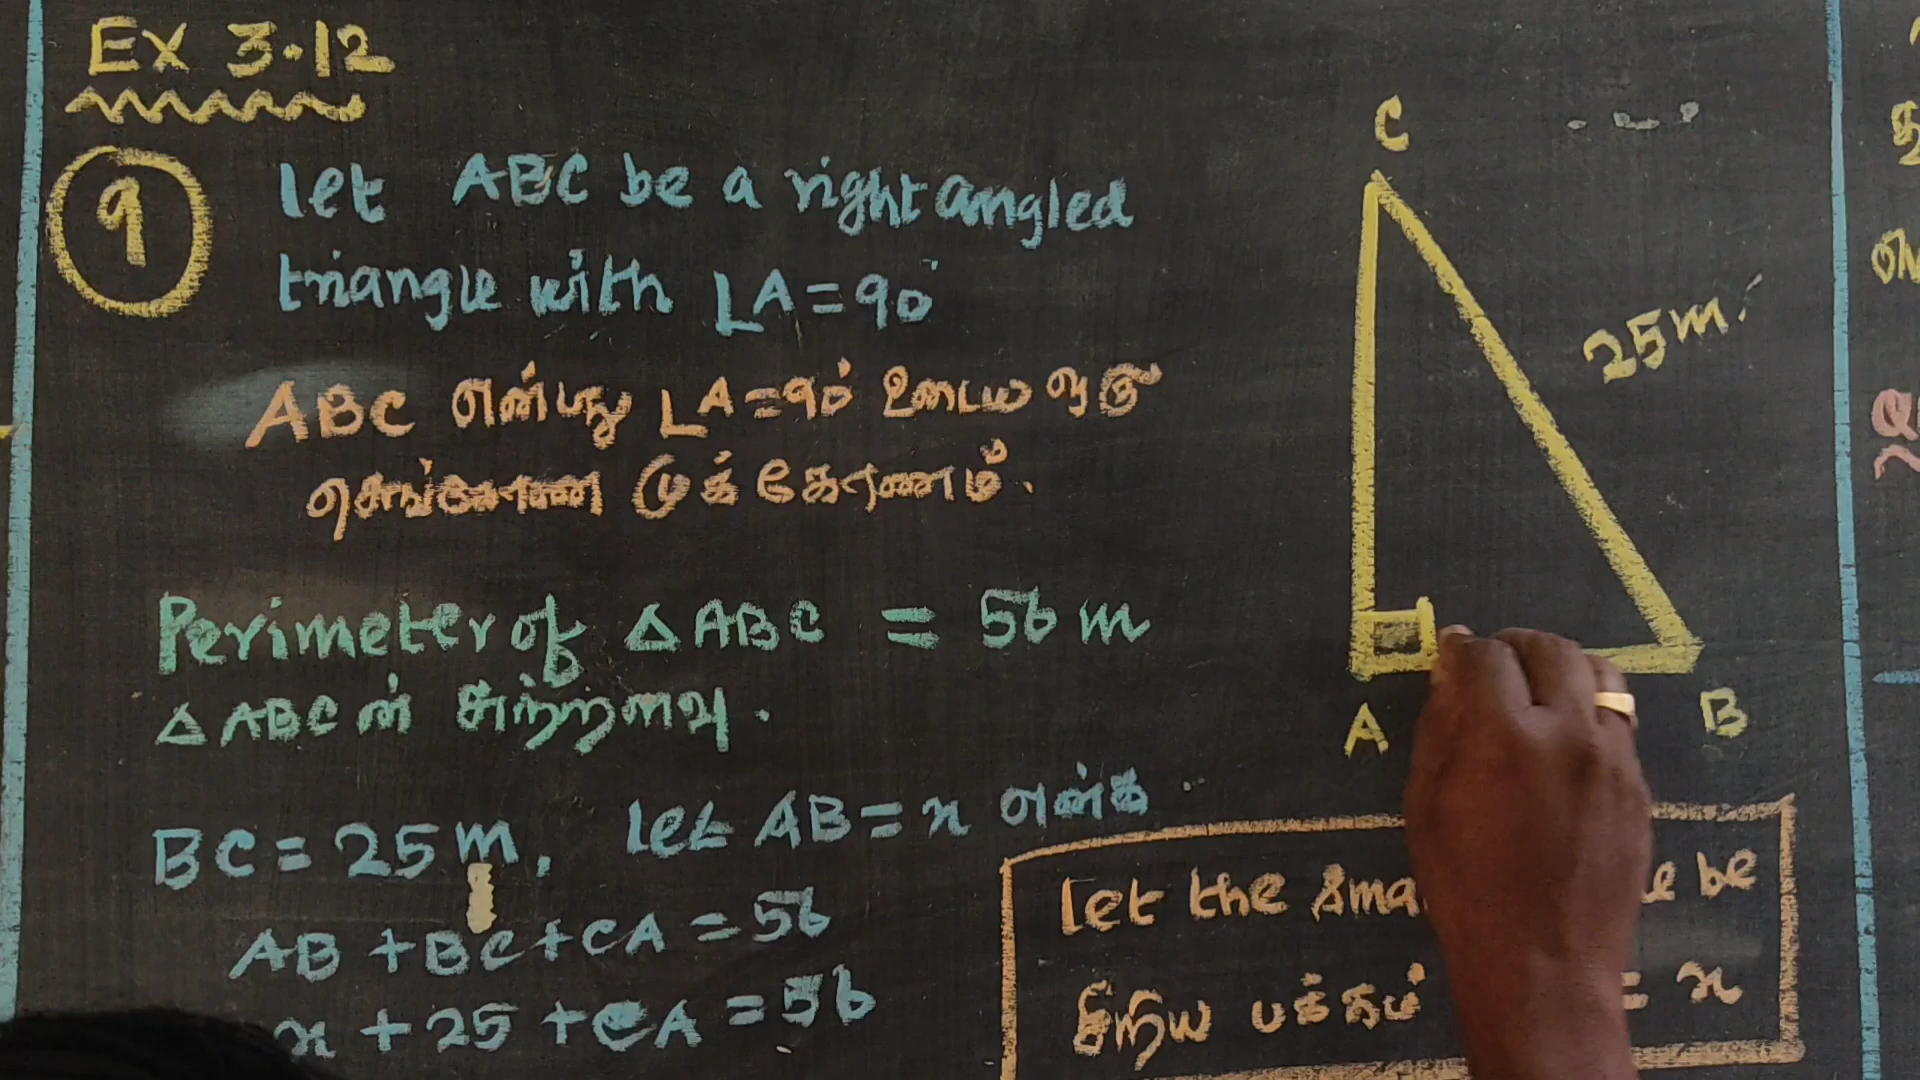 Ex 3.12
9
Let ABC be a right angled
triangle with ∟A = 90°
ABC என்பது ∟A = 90° உடைய ஒரு
செங்கோண முக்கோணம்.
Perimeter of △ ABC = 56 m
△ ABC ன் சுற்றளவு.
BC = 25 m, Let AB = x என்க
AB + BC + CA = 56
x + 25 + CA = 56
C
25 m.
A
B
Let the be
சிறிய பக்கம் = x